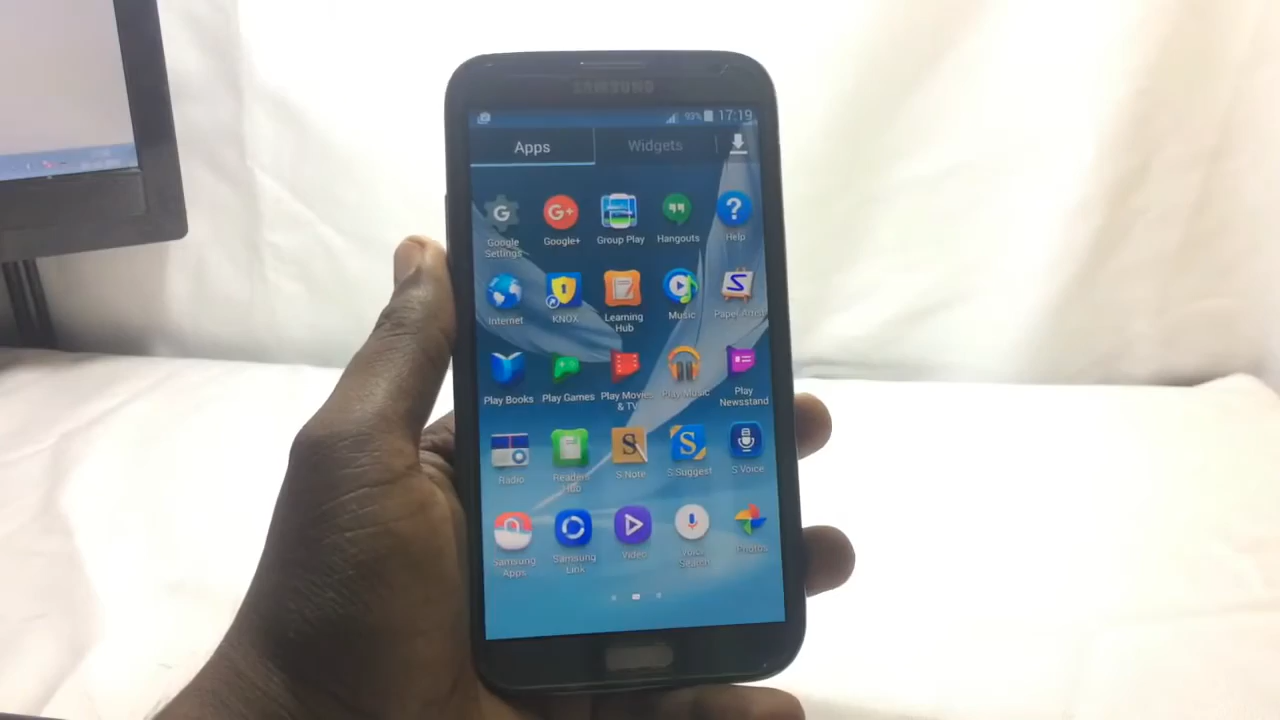 SAMSUNG
93% 17:19
Apps Widgets
Google Settings Google+ Group Play Hangouts Help
Internet KNOX Learning Hub Music Paper Artist
Play Books Play Games Play Movies & TV Play Music Play Newsstand
Radio Readers Hub S Note S Suggest S Voice
Samsung Apps Samsung Link Video Voice Search Photos